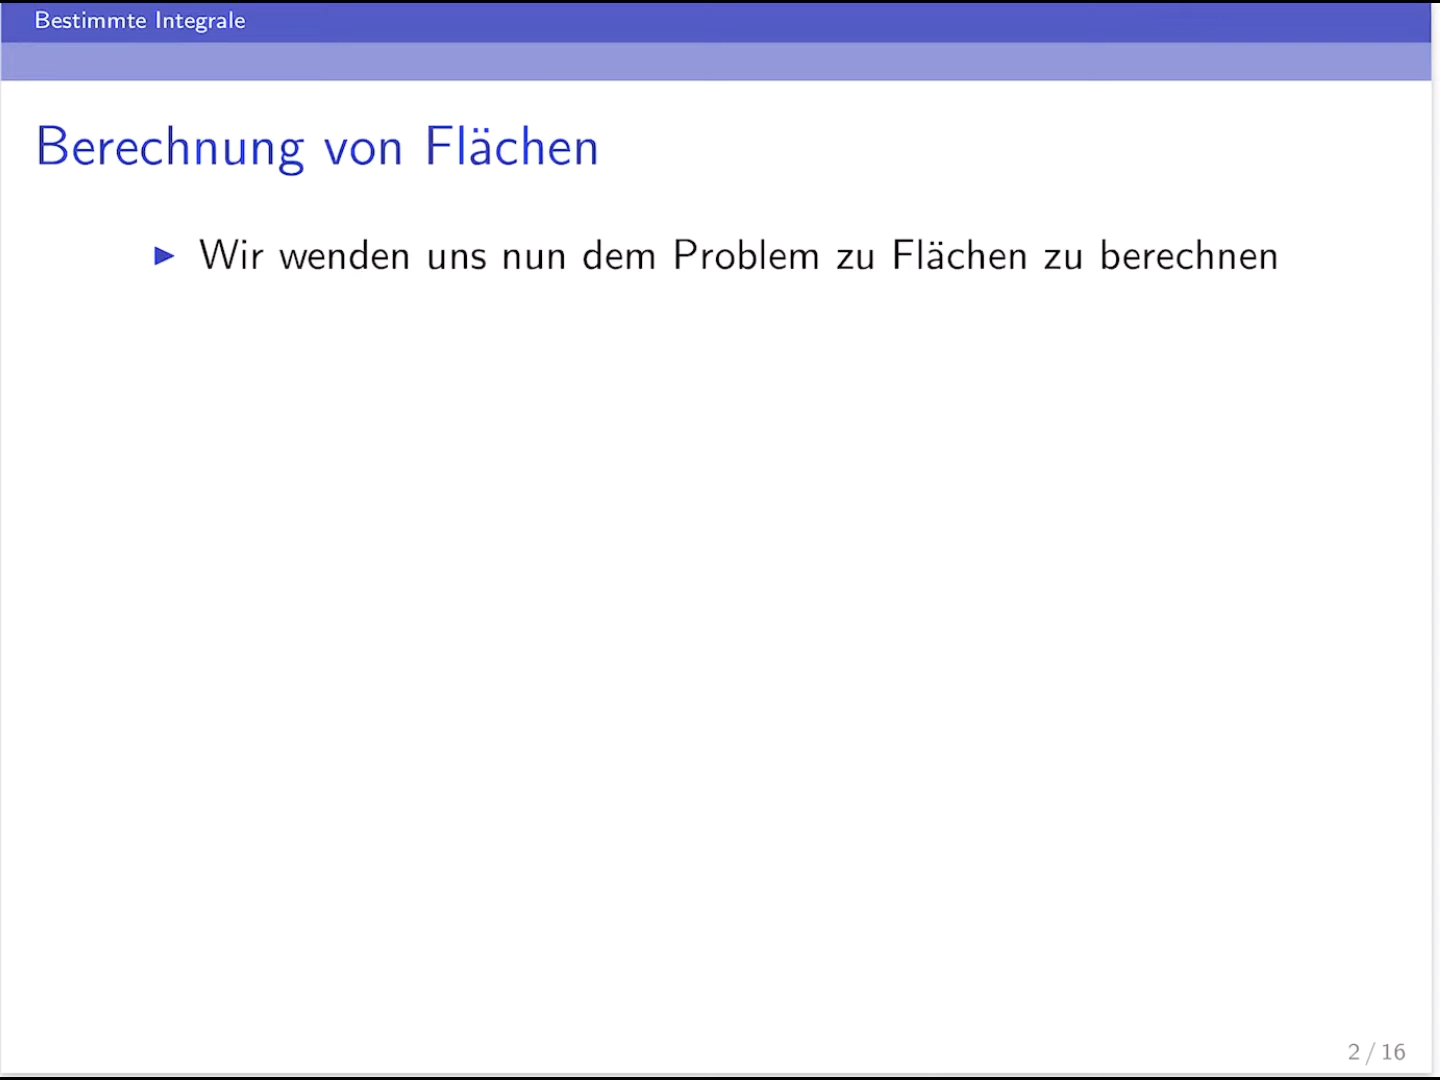 Bestimmte Integrale
Berechnung von Flächen
▶ Wir wenden uns nun dem Problem zu Flächen zu berechnen
2 / 16